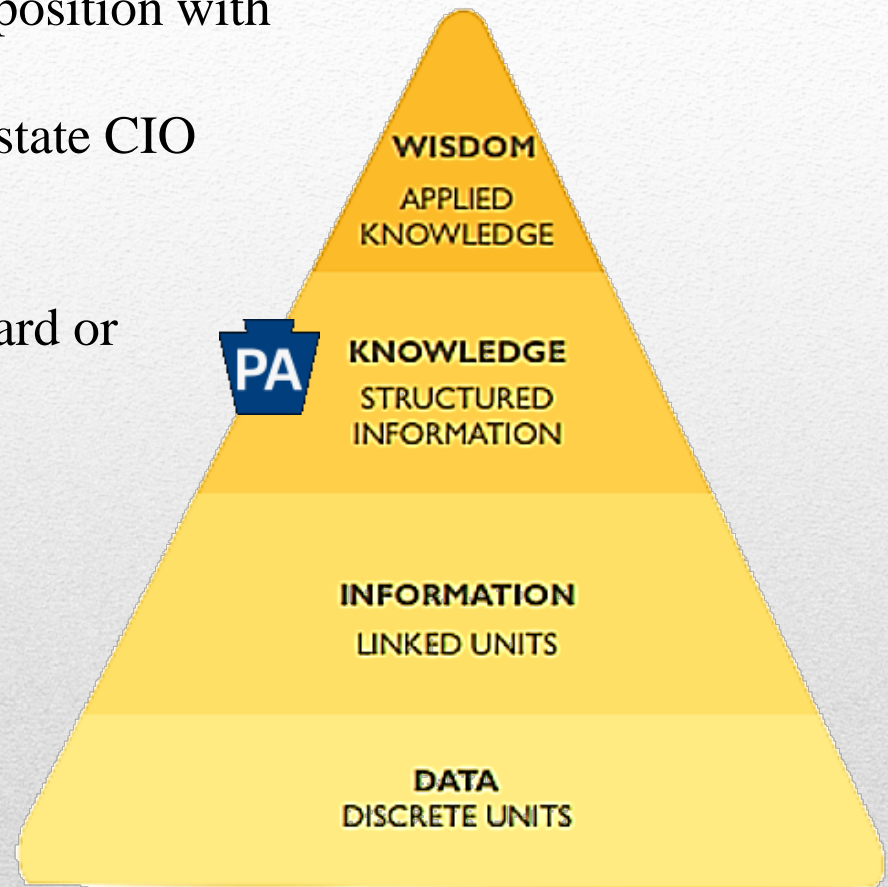 position with
state CIO
ard or
WISDOM
APPLIED
KNOWLEDGE
PA
KNOWLEDGE
STRUCTURED
INFORMATION
INFORMATION
LINKED UNITS
DATA
DISCRETE UNITS